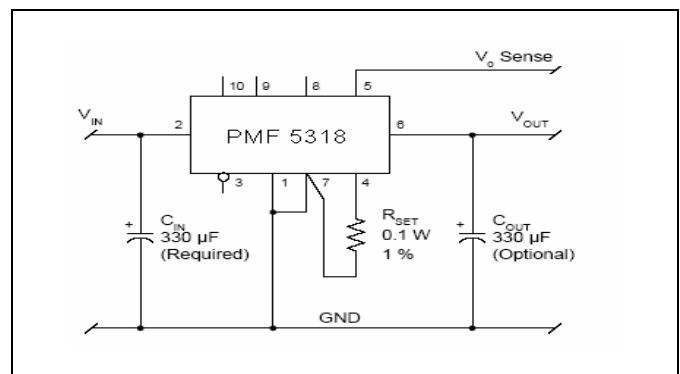 Vo Sense
10 9 8 5
VIN
2 PMF 5318 6
VOUT
3 1 7 4
+ CIN
330 µF
(Required)
RSET
0.1 W
1 %
+ COUT
330 µF
(Optional)
GND